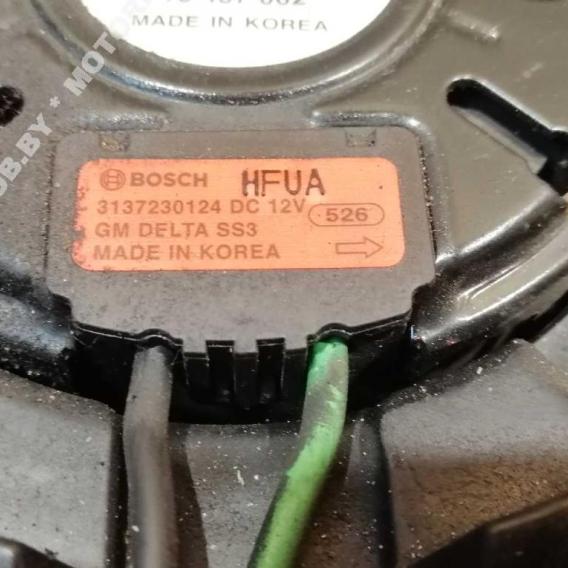 MADE IN KOREA
BOSCH HFUA
3137230124 DC 12V 526
GM DELTA SS3
MADE IN KOREA